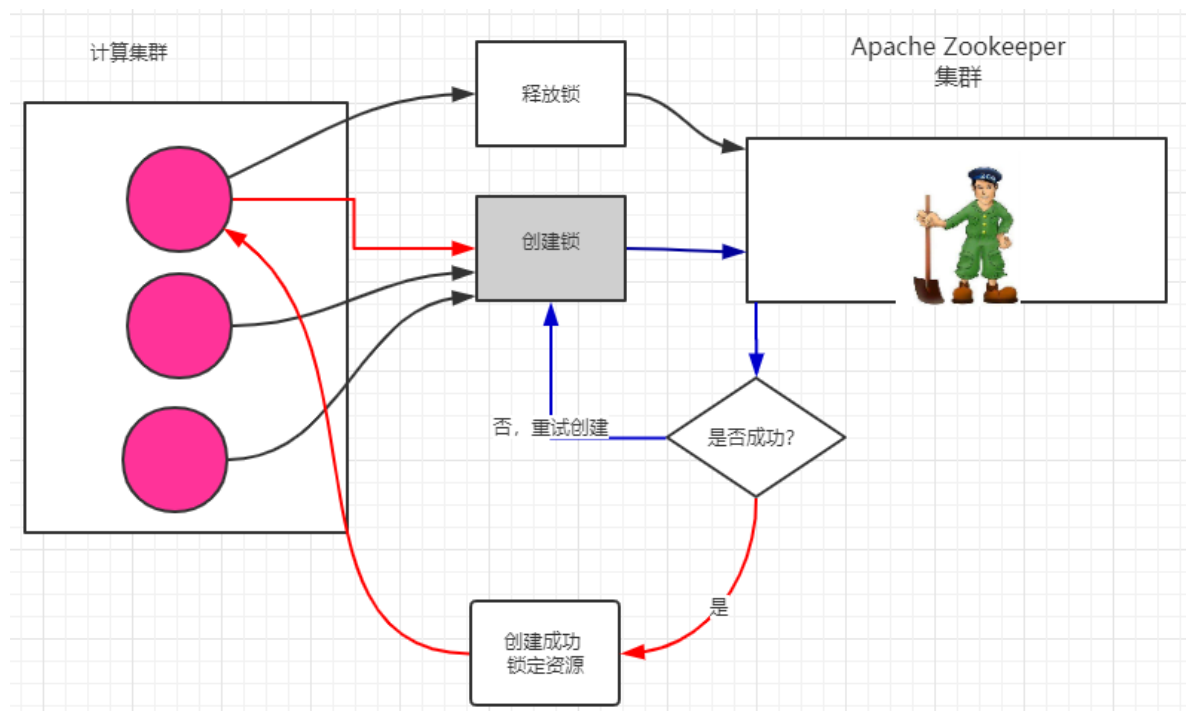 计算集群
Apache Zookeeper
集群
释放锁
创建锁
否，重试创建
是否成功?
是
创建成功
锁定资源